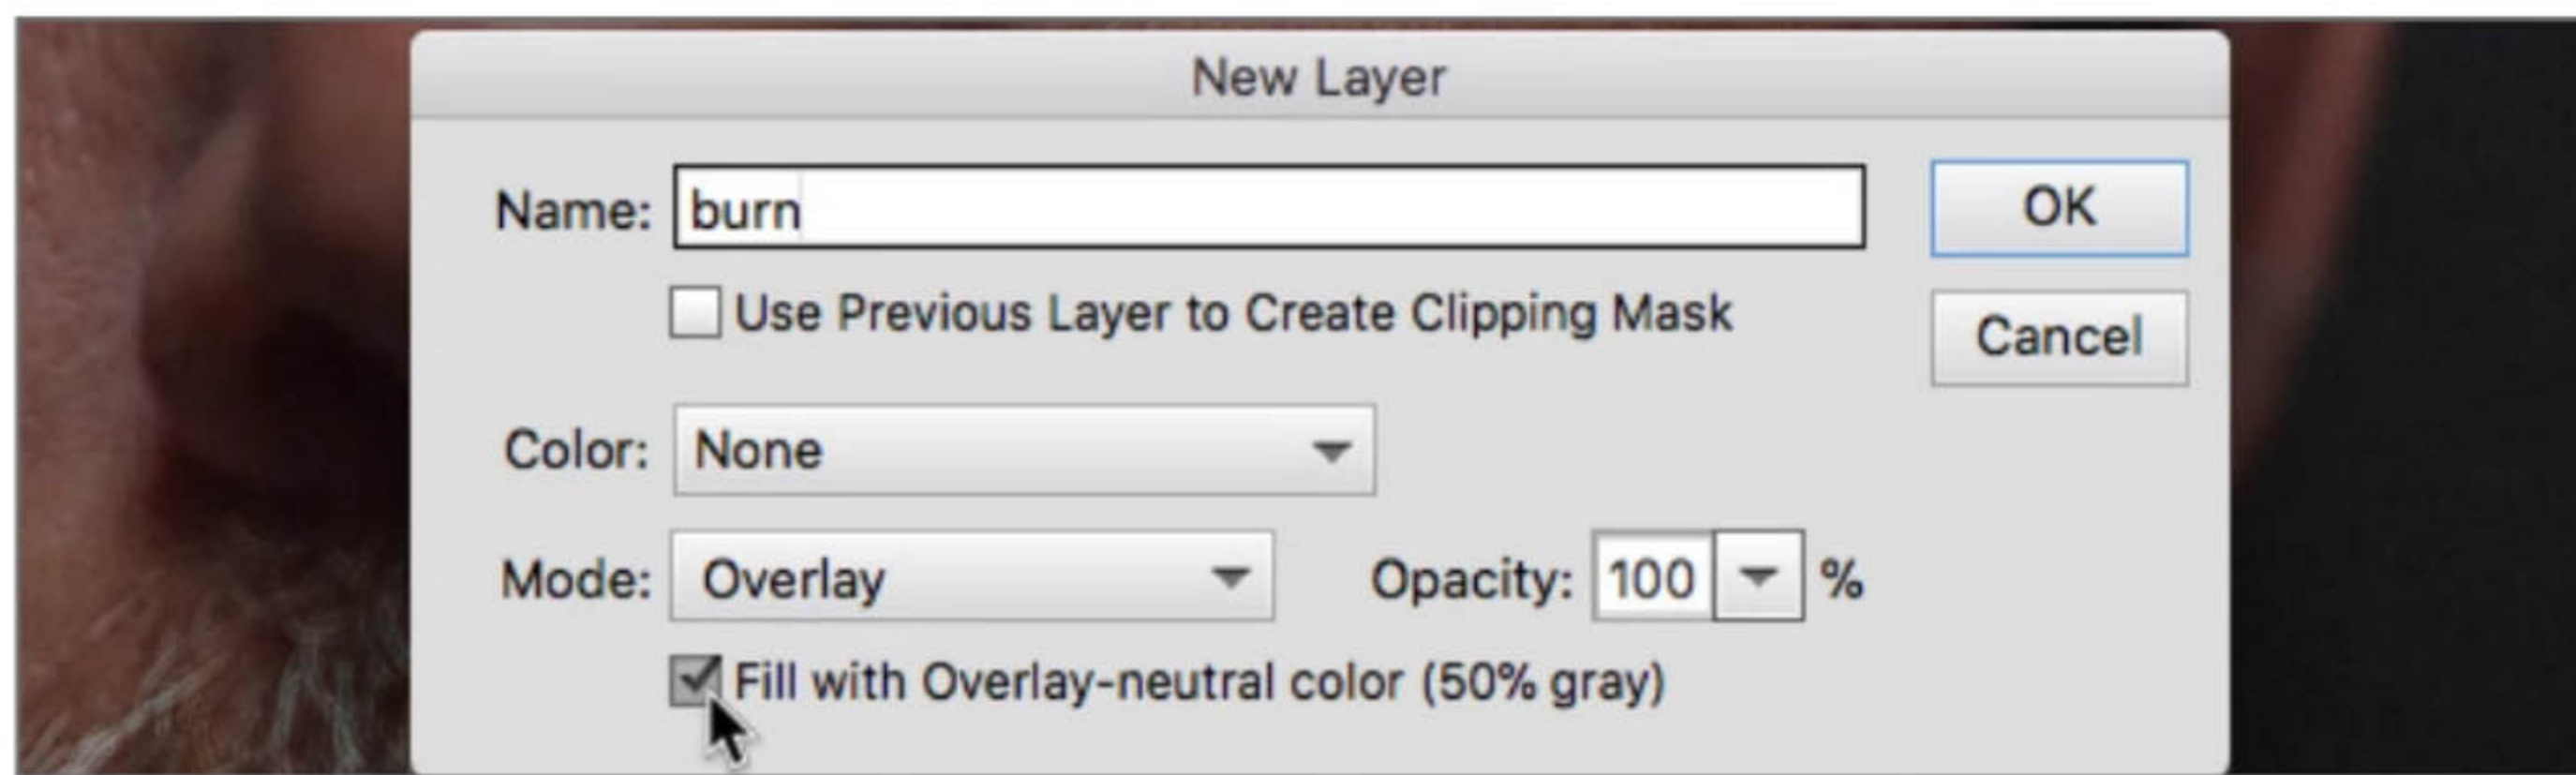 New Layer
Name: burn
OK
Use Previous Layer to Create Clipping Mask
Cancel
Color: None
Mode: Overlay Opacity: 100 %
Fill with Overlay-neutral color (50% gray)